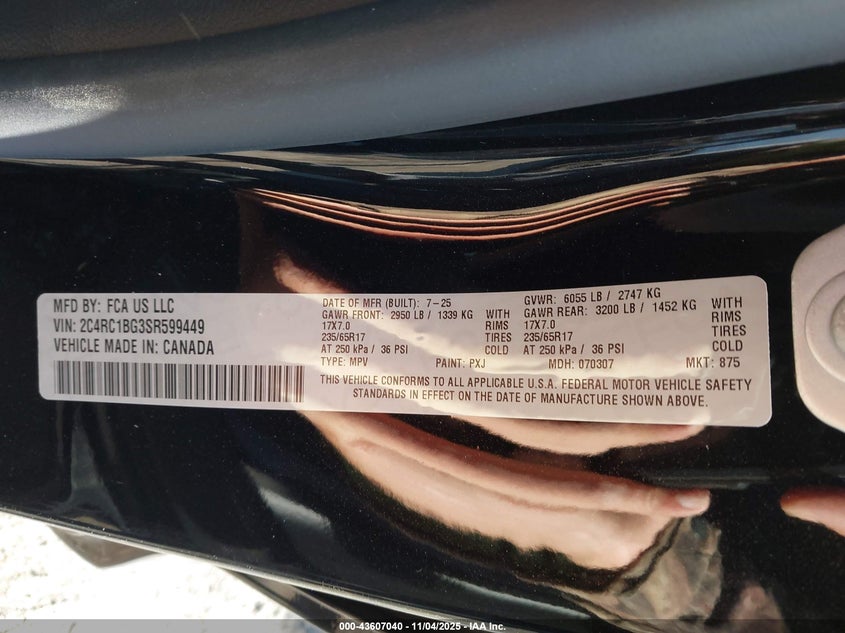 MFD BY: FCA US LLC
VIN: 2C4RC1BG3SR599449
VEHICLE MADE IN: CANADA
DATE OF MFR (BUILT): 7-25
GAWR FRONT: 2950 LB / 1339 KG WITH
17X7.0 RIMS
235/65R17 TIRES
AT 250 kPa / 36 PSI COLD
TYPE: MPV PAINT: PXJ
GVWR: 6055 LB / 2747 KG
GAWR REAR: 3200 LB / 1452 KG WITH
17X7.0 RIMS
235/65R17 TIRES
AT 250 kPa / 36 PSI COLD
MDH: 070307 MKT: 875
THIS VEHICLE CONFORMS TO ALL APPLICABLE U.S.A. FEDERAL MOTOR VEHICLE SAFETY
STANDARDS IN EFFECT ON THE DATE OF MANUFACTURE SHOWN ABOVE.
000-43607040 - 11/04/2025 - IAA Inc.